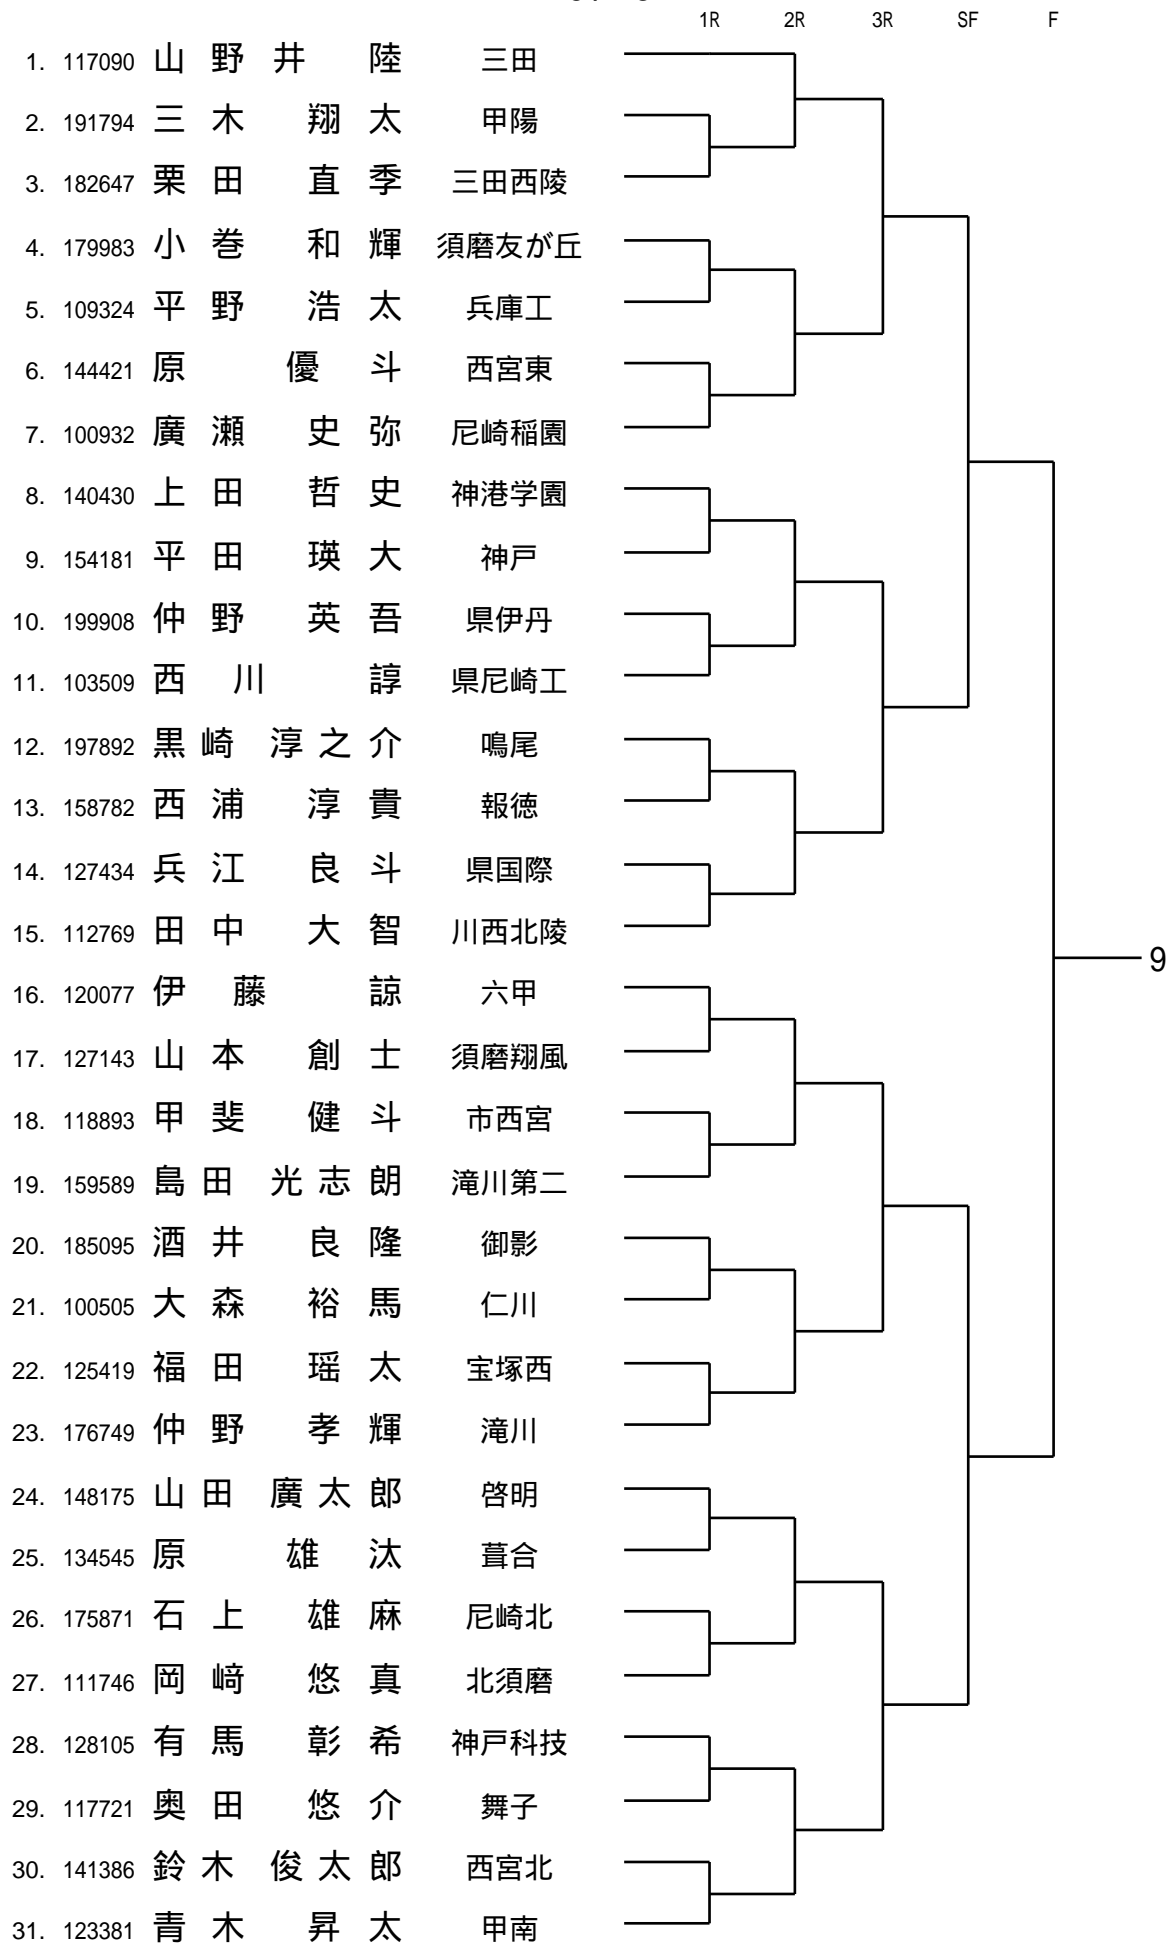 1R 2R 3R SF F
1. 117090 山野井 陸 三田
2. 191794 三木 翔太 甲陽
3. 182647 栗田 直季 三田西陵
4. 179983 小巻 和輝 須磨友が丘
5. 109324 平野 浩太 兵庫工
6. 144421 原 優斗 西宮東
7. 100932 廣瀬 史弥 尼崎稲園
8. 140430 上田 哲史 神港学園
9. 154181 平田 瑛大 神戸
10. 199908 仲野 英吾 県伊丹
11. 103509 西川 諄 県尼崎工
12. 197892 黒崎 淳之介 鳴尾
13. 158782 西浦 淳貴 報徳
14. 127434 兵江 良斗 県国際
15. 112769 田中 大智 川西北陵
9
16. 120077 伊藤 諒 六甲
17. 127143 山本 創士 須磨翔風
18. 118893 甲斐 健斗 市西宮
19. 159589 島田 光志朗 滝川第二
20. 185095 酒井 良隆 御影
21. 100505 大森 裕馬 仁川
22. 125419 福田 瑶太 宝塚西
23. 176749 仲野 孝輝 滝川
24. 148175 山田 廣太郎 啓明
25. 134545 原 雄汰 葺合
26. 175871 石上 雄麻 尼崎北
27. 111746 岡﨑 悠真 北須磨
28. 128105 有馬 彰希 神戸科技
29. 117721 奥田 悠介 舞子
30. 141386 鈴木 俊太郎 西宮北
31. 123381 青木 昇太 甲南